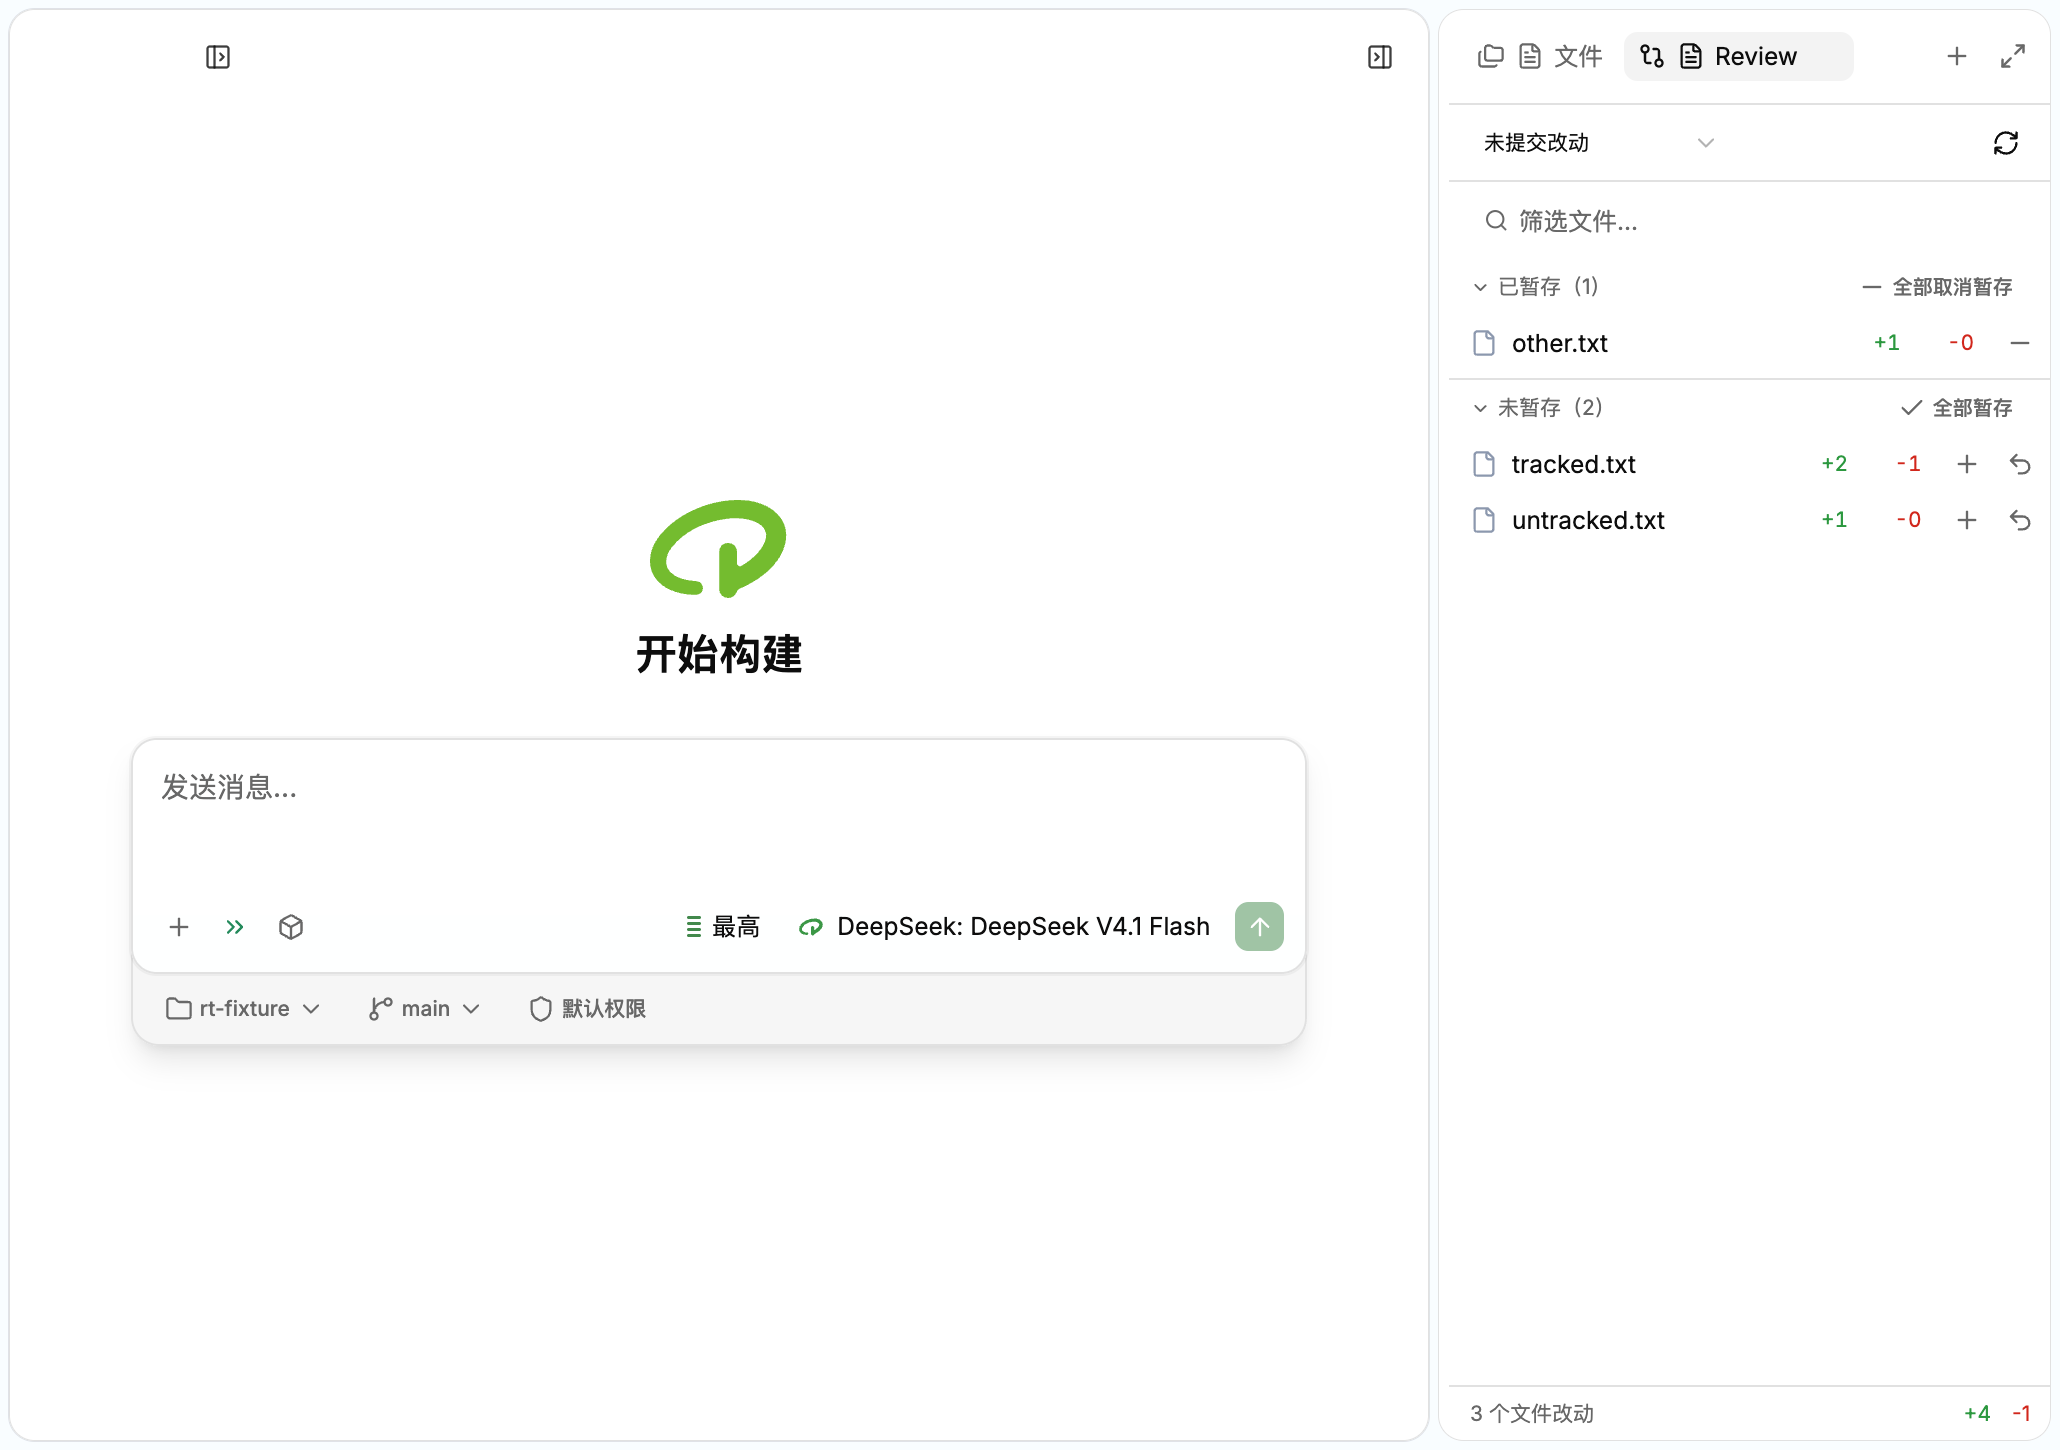 开始构建
发送消息...
最高 DeepSeek: DeepSeek V4.1 Flash
rt-fixture main 默认权限
文件 Review
未提交改动
筛选文件...
已暂存 (1) 全部取消暂存
other.txt +1 -0
未暂存 (2) 全部暂存
tracked.txt +2 -1
untracked.txt +1 -0
3 个文件改动 +4 -1